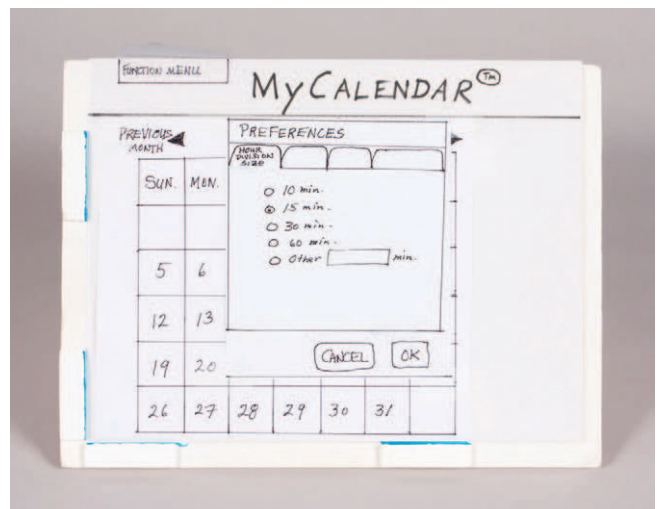 FUNCTION MENU
MyCALENDAR TM
PREVIOUS
MONTH
PREFERENCES
HOUR
DIVISION
SIZE
10 min.
15 min.
30 min.
60 min.
Other min.
CANCEL OK
SUN. MON.
5 6
12 13
19 20
26 27 28 29 30 31